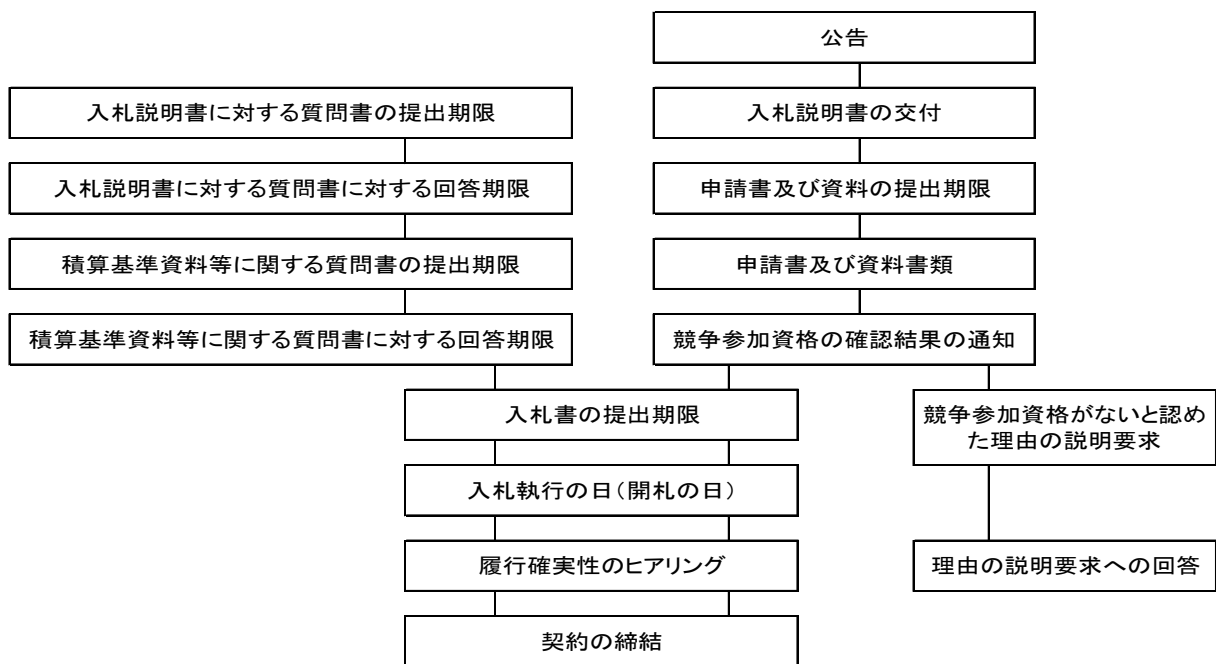 公告
入札説明書に対する質問書の提出期限
入札説明書の交付
入札説明書に対する質問書に対する回答期限
申請書及び資料の提出期限
積算基準資料等に関する質問書の提出期限
申請書及び資料書類
積算基準資料等に関する質問書に対する回答期限
競争参加資格の確認結果の通知
入札書の提出期限
競争参加資格がないと認め
た理由の説明要求
入札執行の日(開札の日)
履行確実性のヒアリング
理由の説明要求への回答
契約の締結